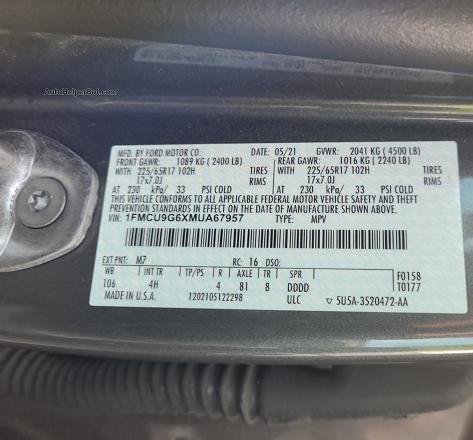 AutoHelperBot.com
MFD. BY FORD MOTOR CO. 05/21 GVWR: 2041 KG (4500 LB)
FRONT GAWR: 1089 KG (2400 LB) REAR GAWR: 1016 KG (2240 LB)
225/65R17 102H TIRES 225/65R17 102H TIRES
17x7.0J RIMS 17x7.0J RIMS
AT 230 kPa/ 33 PSI COLD AT 230 kPa/ 33 PSI COLD
THIS VEHICLE CONFORMS TO ALL APPLICABLE FEDERAL MOTOR VEHICLE SAFETY, BUMPER, AND
THEFT PREVENTION STANDARDS IN EFFECT ON THE DATE OF MANUFACTURE SHOWN ABOVE.
VIN: 1FMCU9G6XMUA67957 TYPE: MPV
EXT PNT: M7 RC: 16 DSO:
WB INT TR TP/PS R AXLE TR SPR F0158
106 4H 4 81 8 DDDD T0177
MADE IN U.S.A. 1202105122298 ULC ▽ 5U5A-3520472-AA